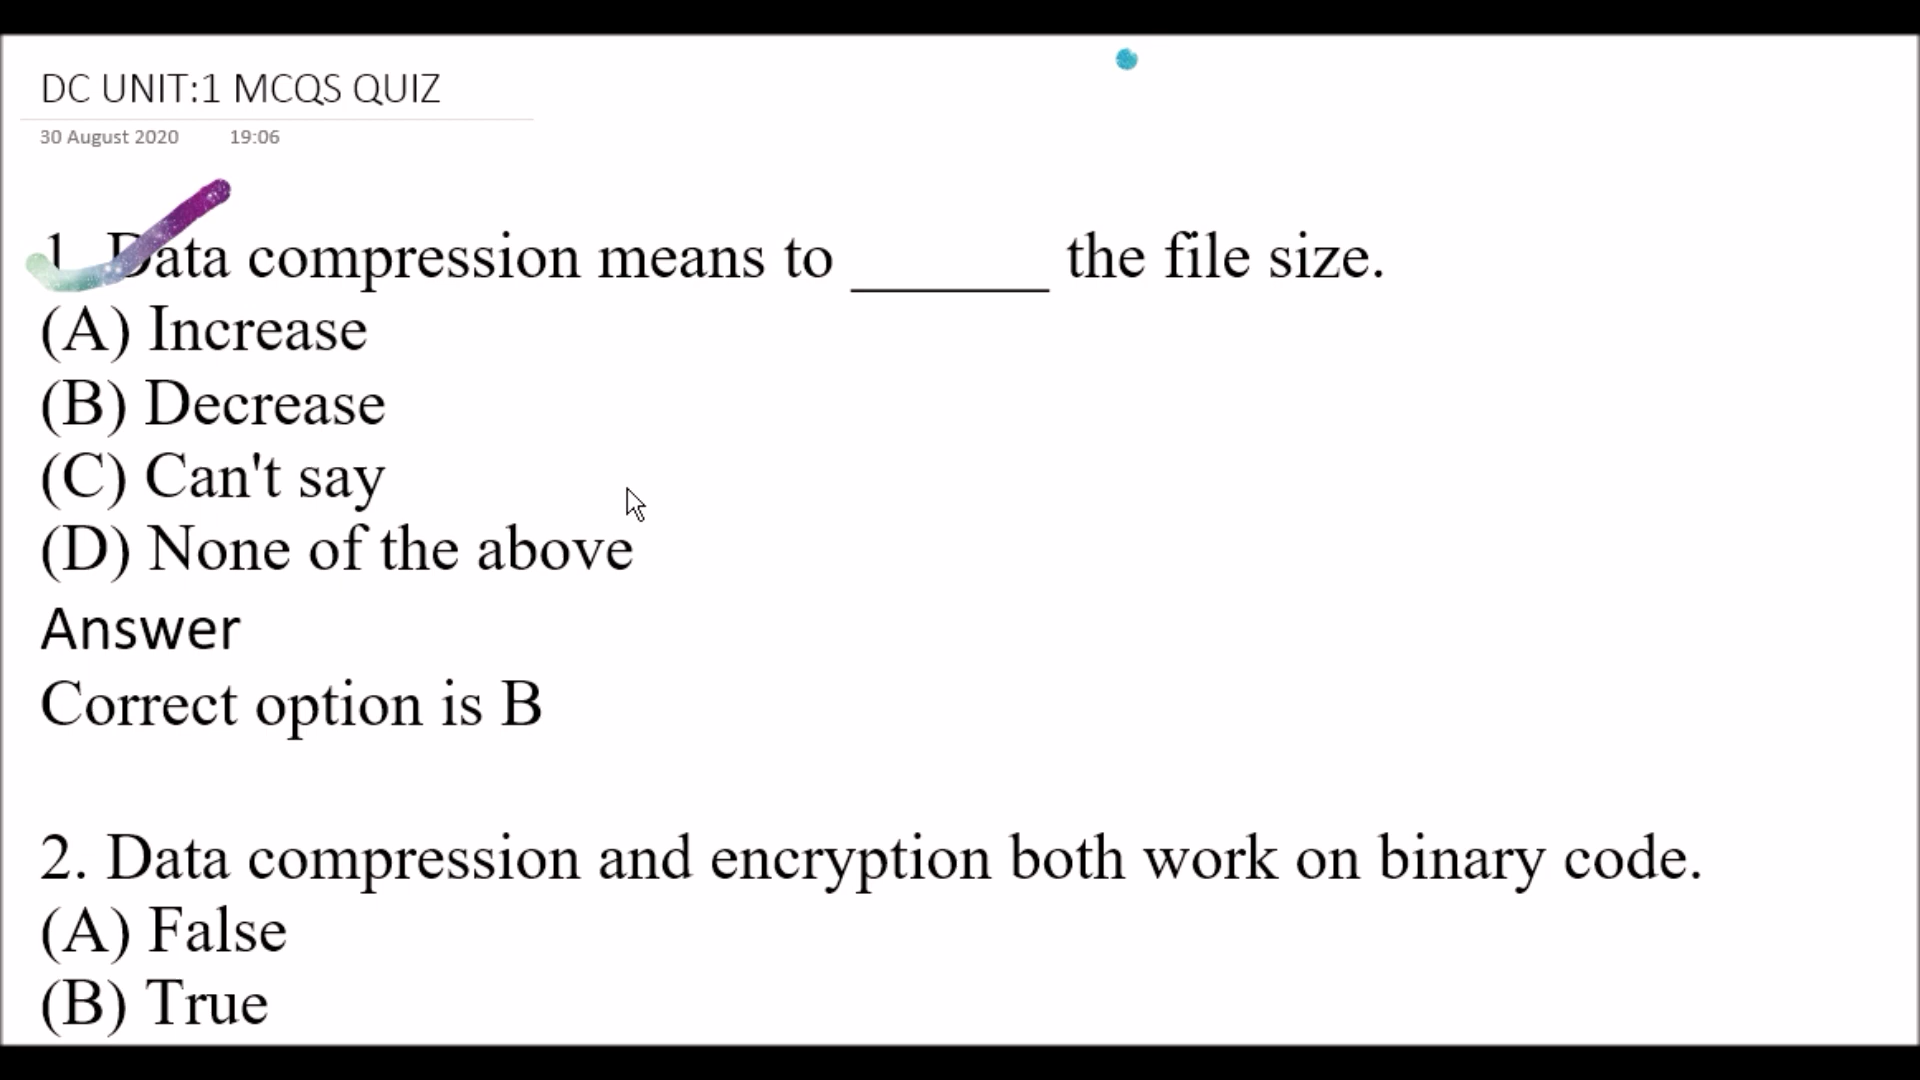 DC UNIT:1 MCQS QUIZ
30 August 2020 19:06
1. Data compression means to ______ the file size.
(A) Increase
(B) Decrease
(C) Can't say
(D) None of the above
Answer
Correct option is B
2. Data compression and encryption both work on binary code.
(A) False
(B) True